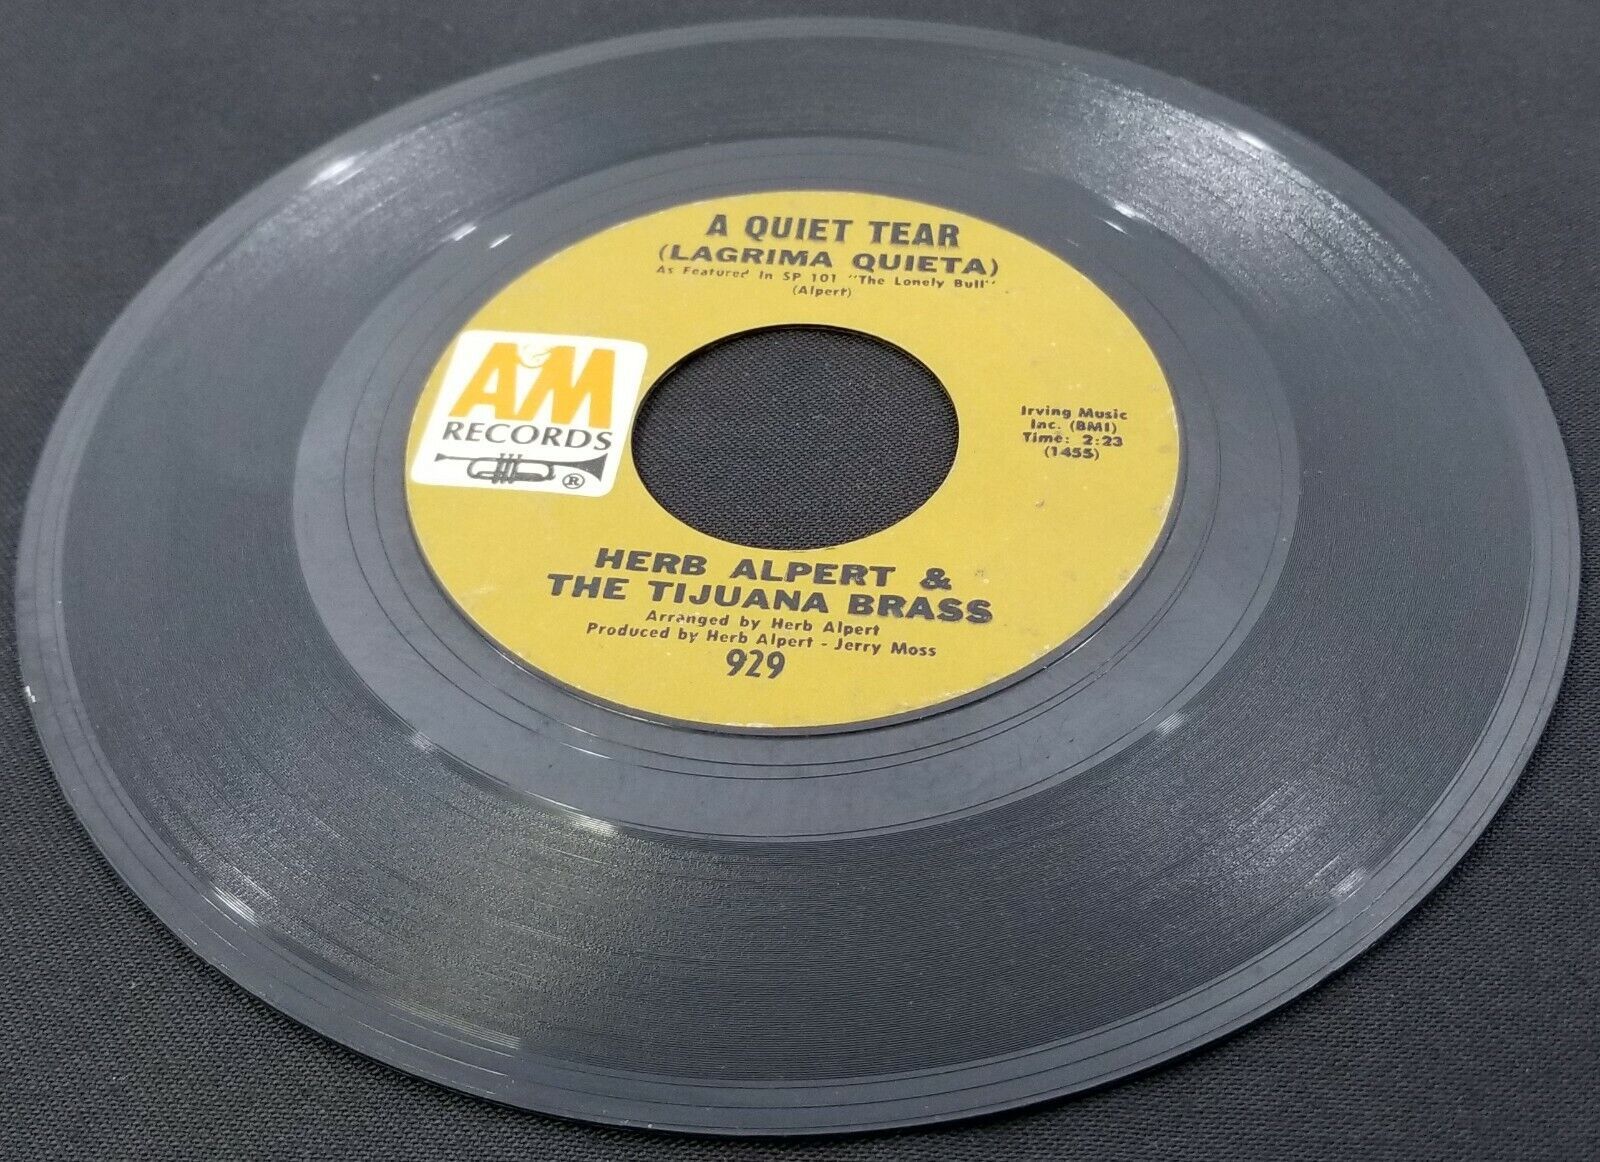 A QUIET TEAR
(LAGRIMA QUIETA)
As Featured In SP 101 "The Lonely Bull"
(Alpert)
A&M
RECORDS
®
Irving Music
Inc. (BMI)
Time: 2:23
(1455)
HERB ALPERT &
THE TIJUANA BRASS
Arranged by Herb Alpert
Produced by Herb Alpert - Jerry Moss
929